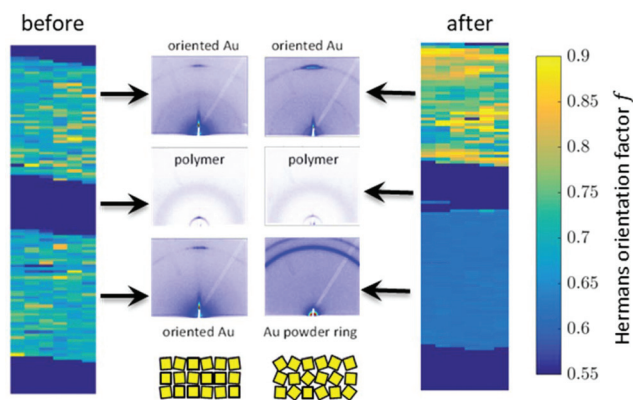 before
after
oriented Au
oriented Au
polymer
polymer
oriented Au
Au powder ring
0.9
0.85
0.8
0.75
0.7
0.65
0.6
0.55
Hermans orientation factor f